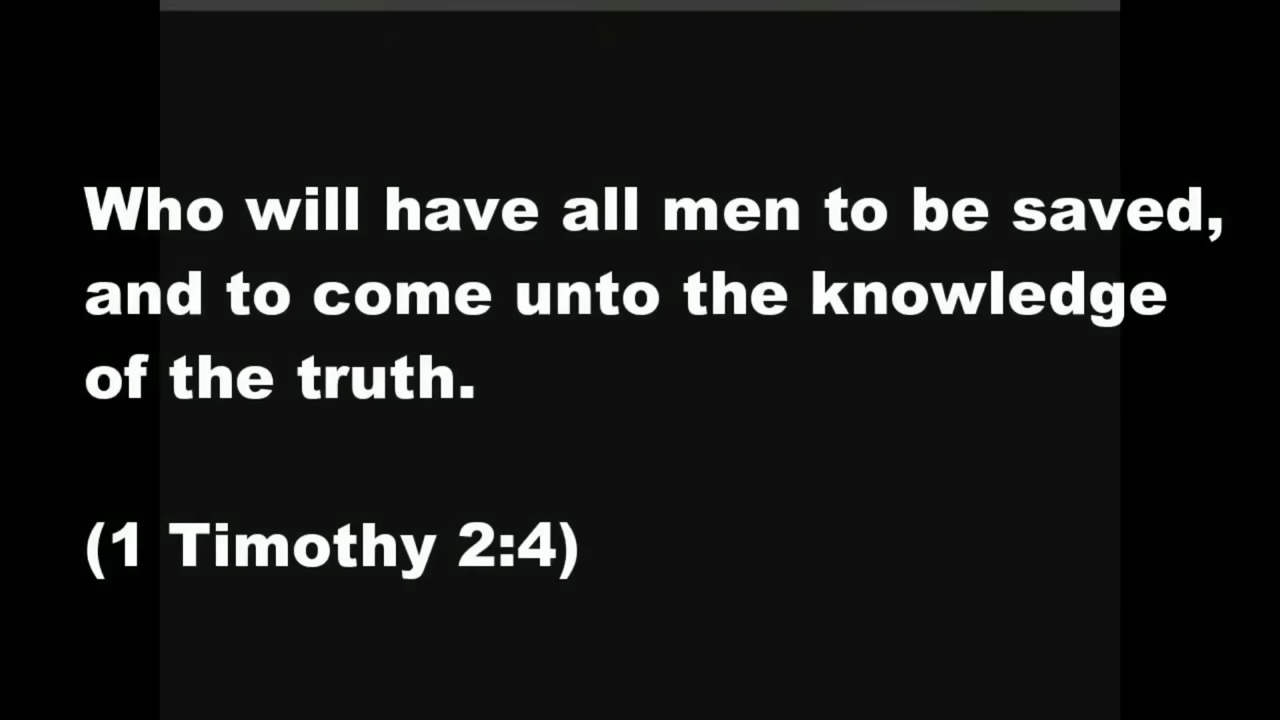 Who will have all men to be saved,
and to come unto the knowledge
of the truth.
(1 Timothy 2:4)